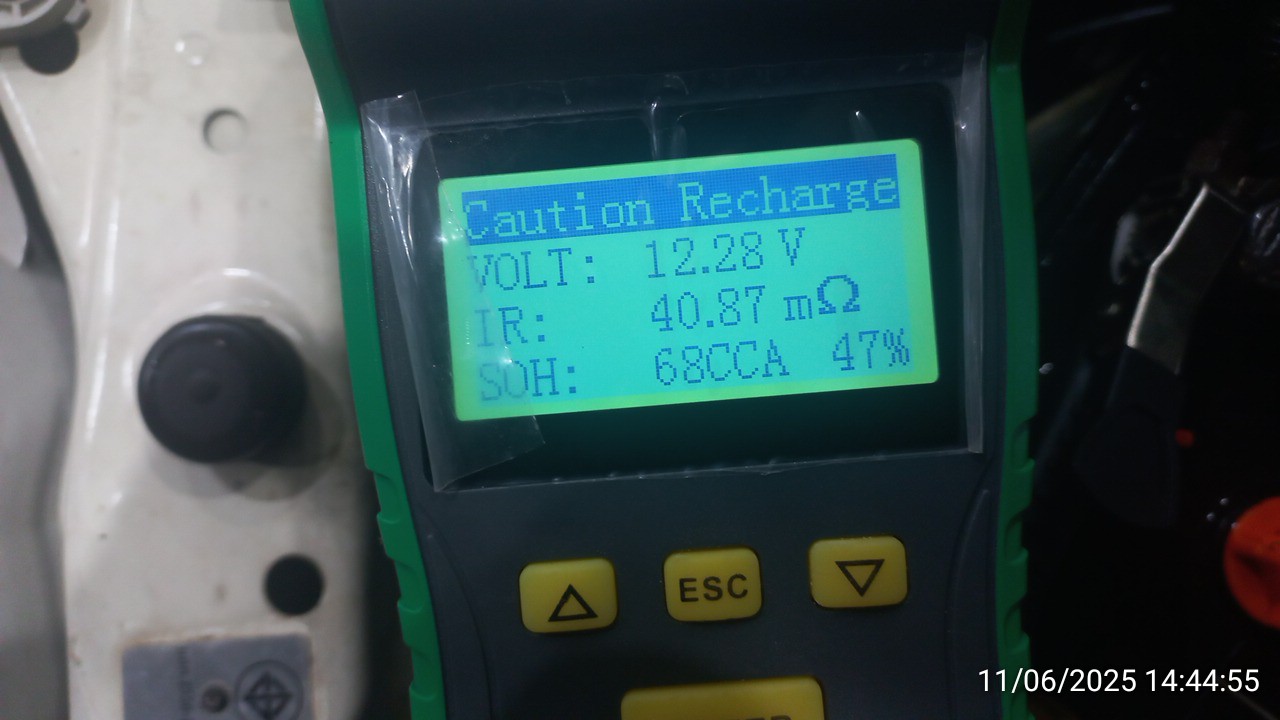 Caution Recharge
VOLT: 12.28 V
IR: 40.87 mΩ
SOH: 68CCA 47%
ESC
11/06/2025 14:44:55